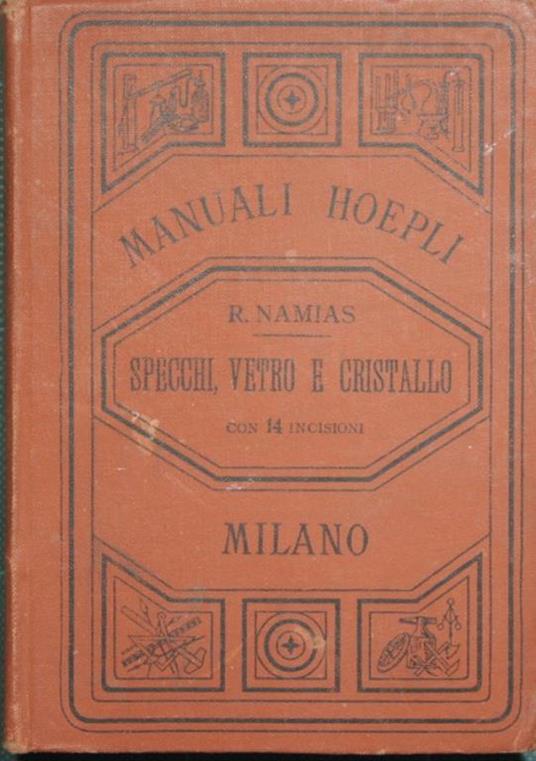 MANUALI HOEPLI
R. NAMIAS
SPECCHI, VETRO E CRISTALLO
CON 14 INCISIONI
MILANO